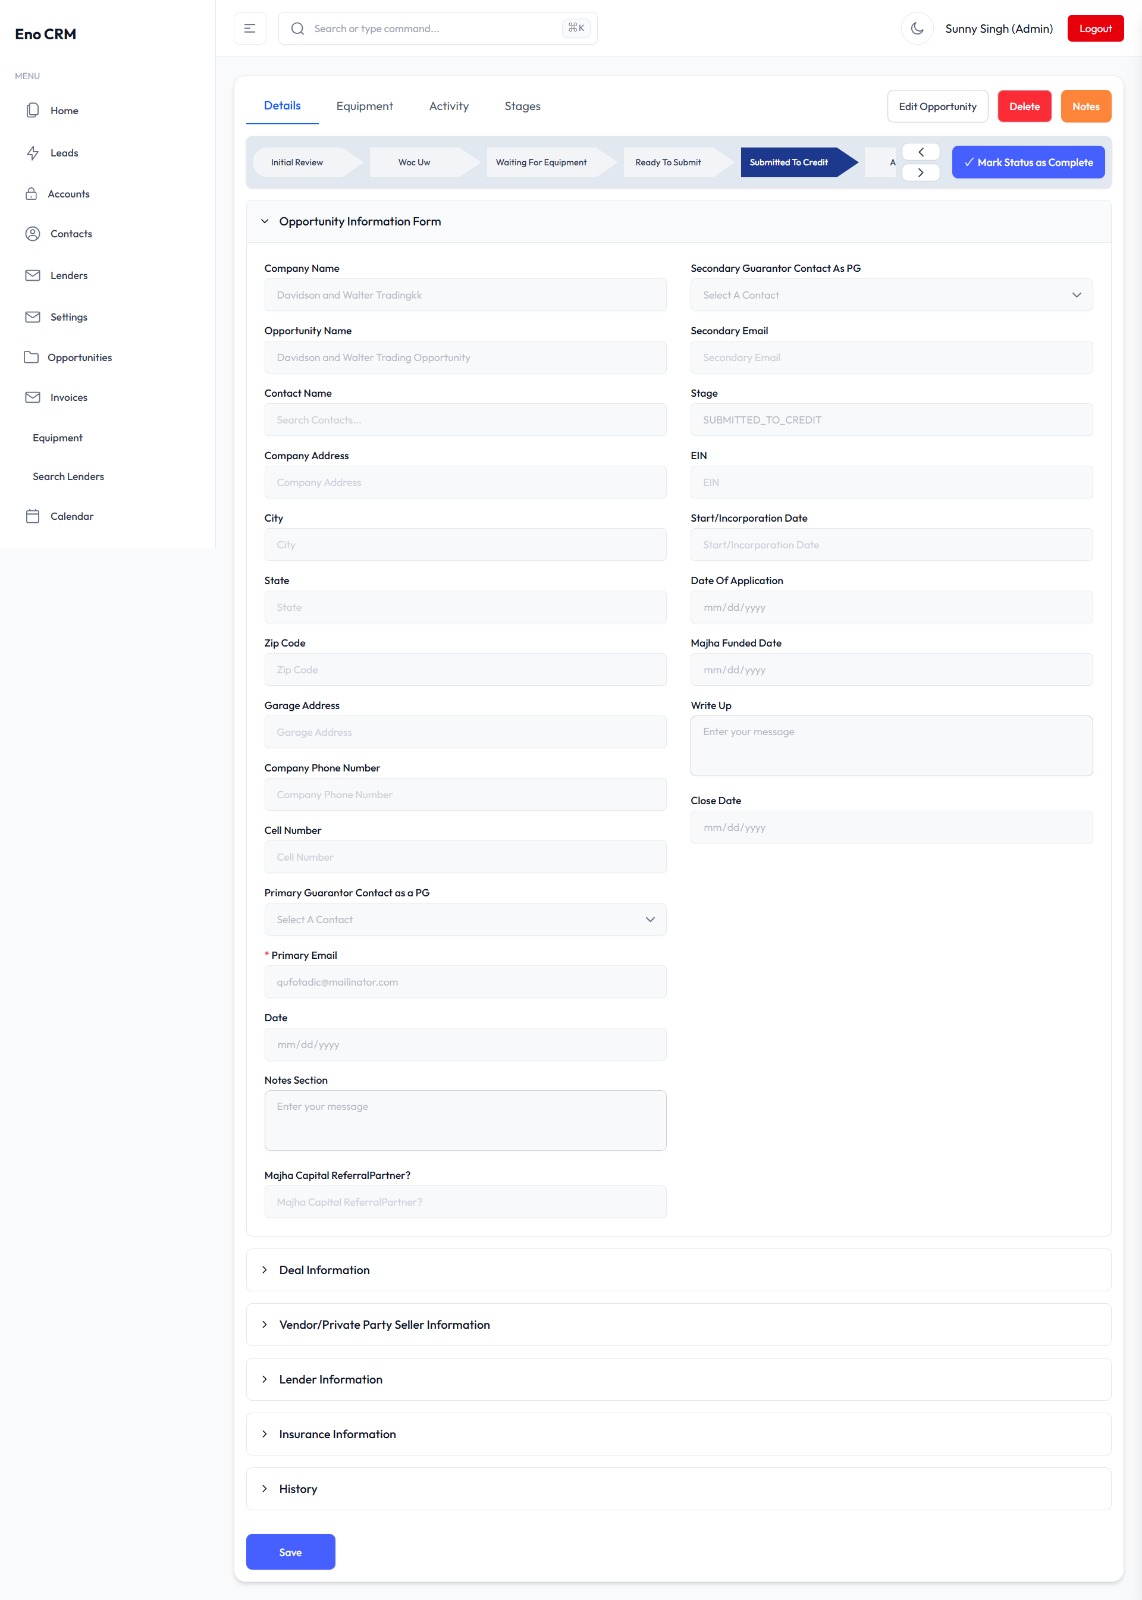 Eno CRM
MENU
Home
Leads
Accounts
Contacts
Lenders
Settings
Opportunities
Invoices
Equipment
Search Lenders
Calendar
Search or type command...
⌘K
Sunny Singh (Admin)
Logout
Details
Equipment
Activity
Stages
Edit Opportunity
Delete
Notes
Initial Review
Woc Uw
Waiting For Equipment
Ready To Submit
Submitted To Credit
A
✓ Mark Status as Complete
Opportunity Information Form
Company Name
Davidson and Walter Tradingkk
Opportunity Name
Davidson and Walter Trading Opportunity
Contact Name
Search Contacts...
Company Address
Company Address
City
City
State
State
Zip Code
Zip Code
Garage Address
Garage Address
Company Phone Number
Company Phone Number
Cell Number
Cell Number
Primary Guarantor Contact as a PG
Select A Contact
* Primary Email
qufotadic@mailinator.com
Date
mm/dd/yyyy
Notes Section
Enter your message
Majha Capital ReferralPartner?
Majha Capital ReferralPartner?
Secondary Guarantor Contact As PG
Select A Contact
Secondary Email
Secondary Email
Stage
SUBMITTED_TO_CREDIT
EIN
EIN
Start/Incorporation Date
Start/Incorporation Date
Date Of Application
mm/dd/yyyy
Majha Funded Date
mm/dd/yyyy
Write Up
Enter your message
Close Date
mm/dd/yyyy
Deal Information
Vendor/Private Party Seller Information
Lender Information
Insurance Information
History
Save